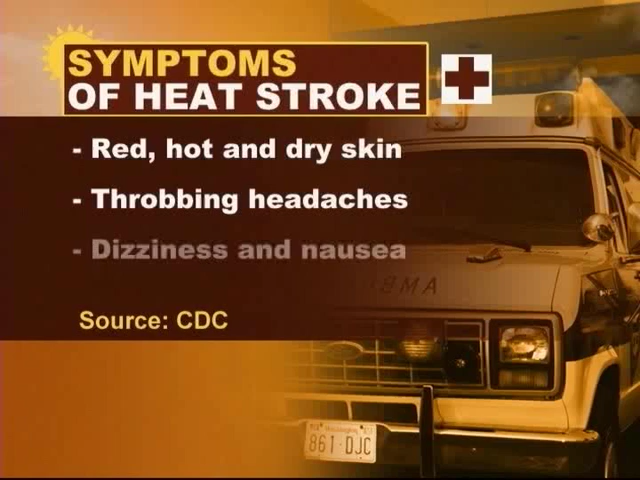 SYMPTOMS
OF HEAT STROKE
- Red, hot and dry skin
- Throbbing headaches
- Dizziness and nausea
Source: CDC
861·DJC